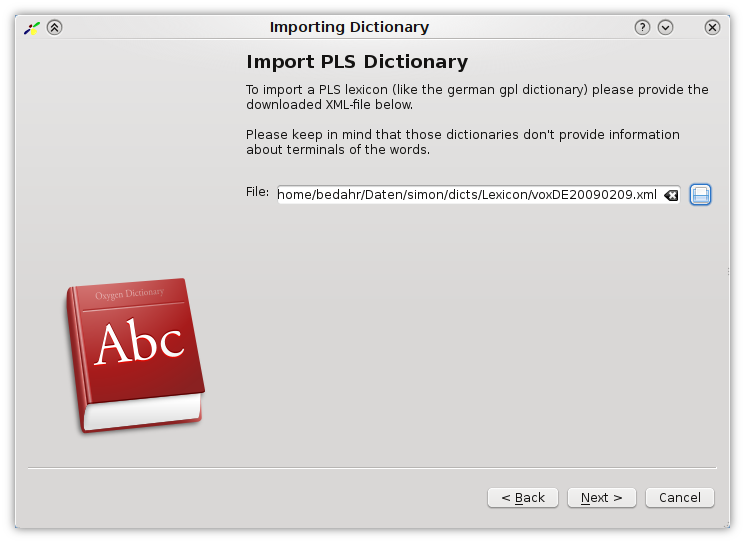 Importing Dictionary
?
Import PLS Dictionary
To import a PLS lexicon (like the german gpl dictionary) please provide the
downloaded XML-file below.
Please keep in mind that those dictionaries don't provide information
about terminals of the words.
File: home/bedahr/Daten/simon/dicts/Lexicon/voxDE20090209.xml
Oxygen Dictionary
Abc
< Back Next > Cancel